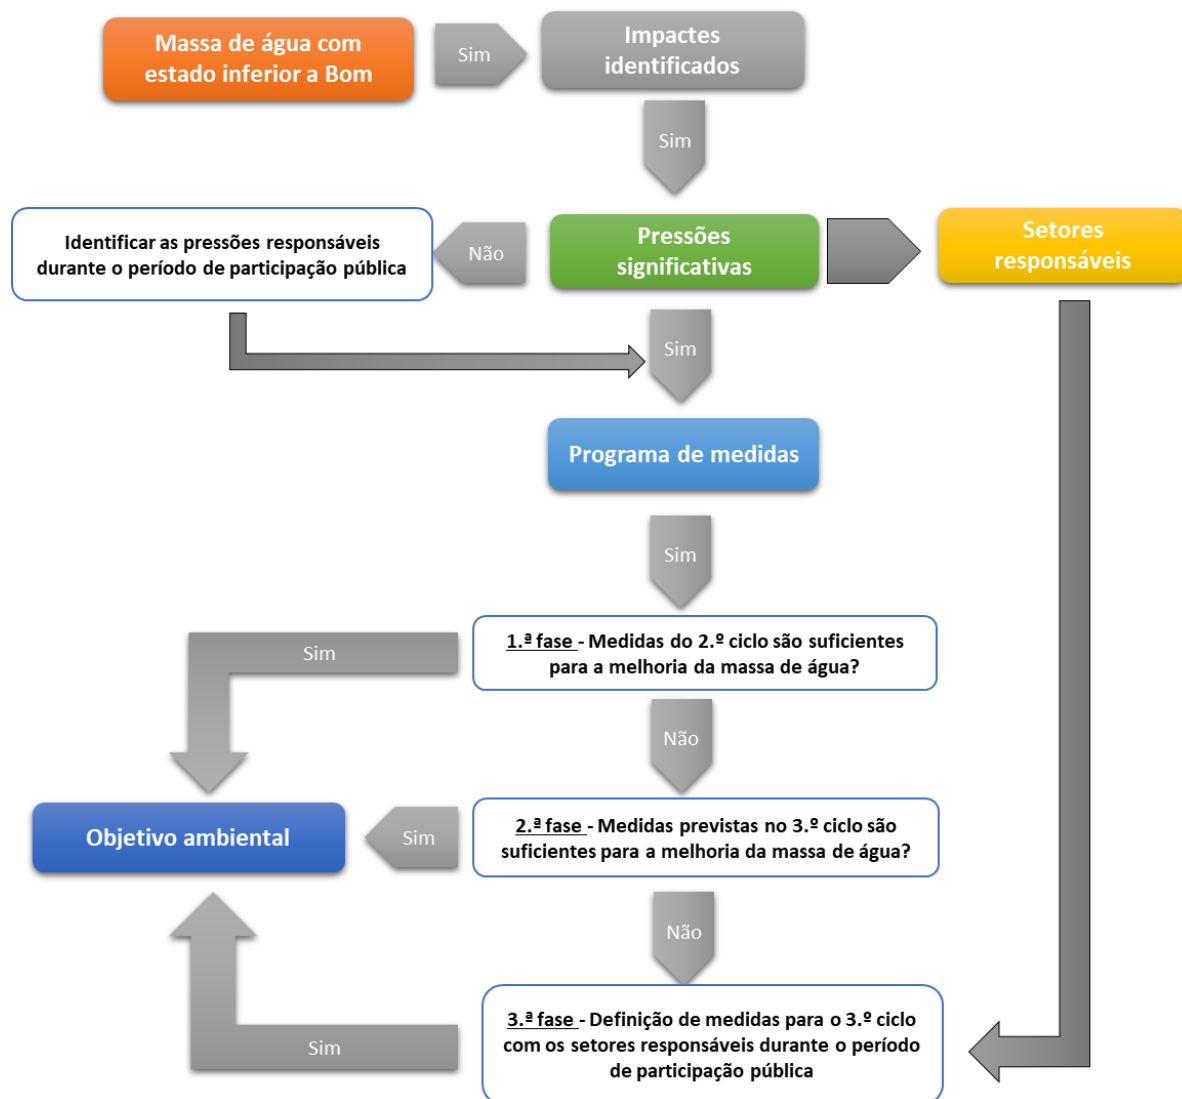 Massa de água com
estado inferior a Bom
Sim
Impactes
identificados
Sim
Identificar as pressões responsáveis
durante o período de participação pública
Não
Pressões
significativas
Setores
responsáveis
Sim
Programa de medidas
Sim
1.ª fase - Medidas do 2.º ciclo são suficientes
para a melhoria da massa de água?
Sim
Não
Objetivo ambiental
Sim
2.ª fase - Medidas previstas no 3.º ciclo são
suficientes para a melhoria da massa de água?
Não
3.ª fase - Definição de medidas para o 3.º ciclo
com os setores responsáveis durante o período
de participação pública
Sim